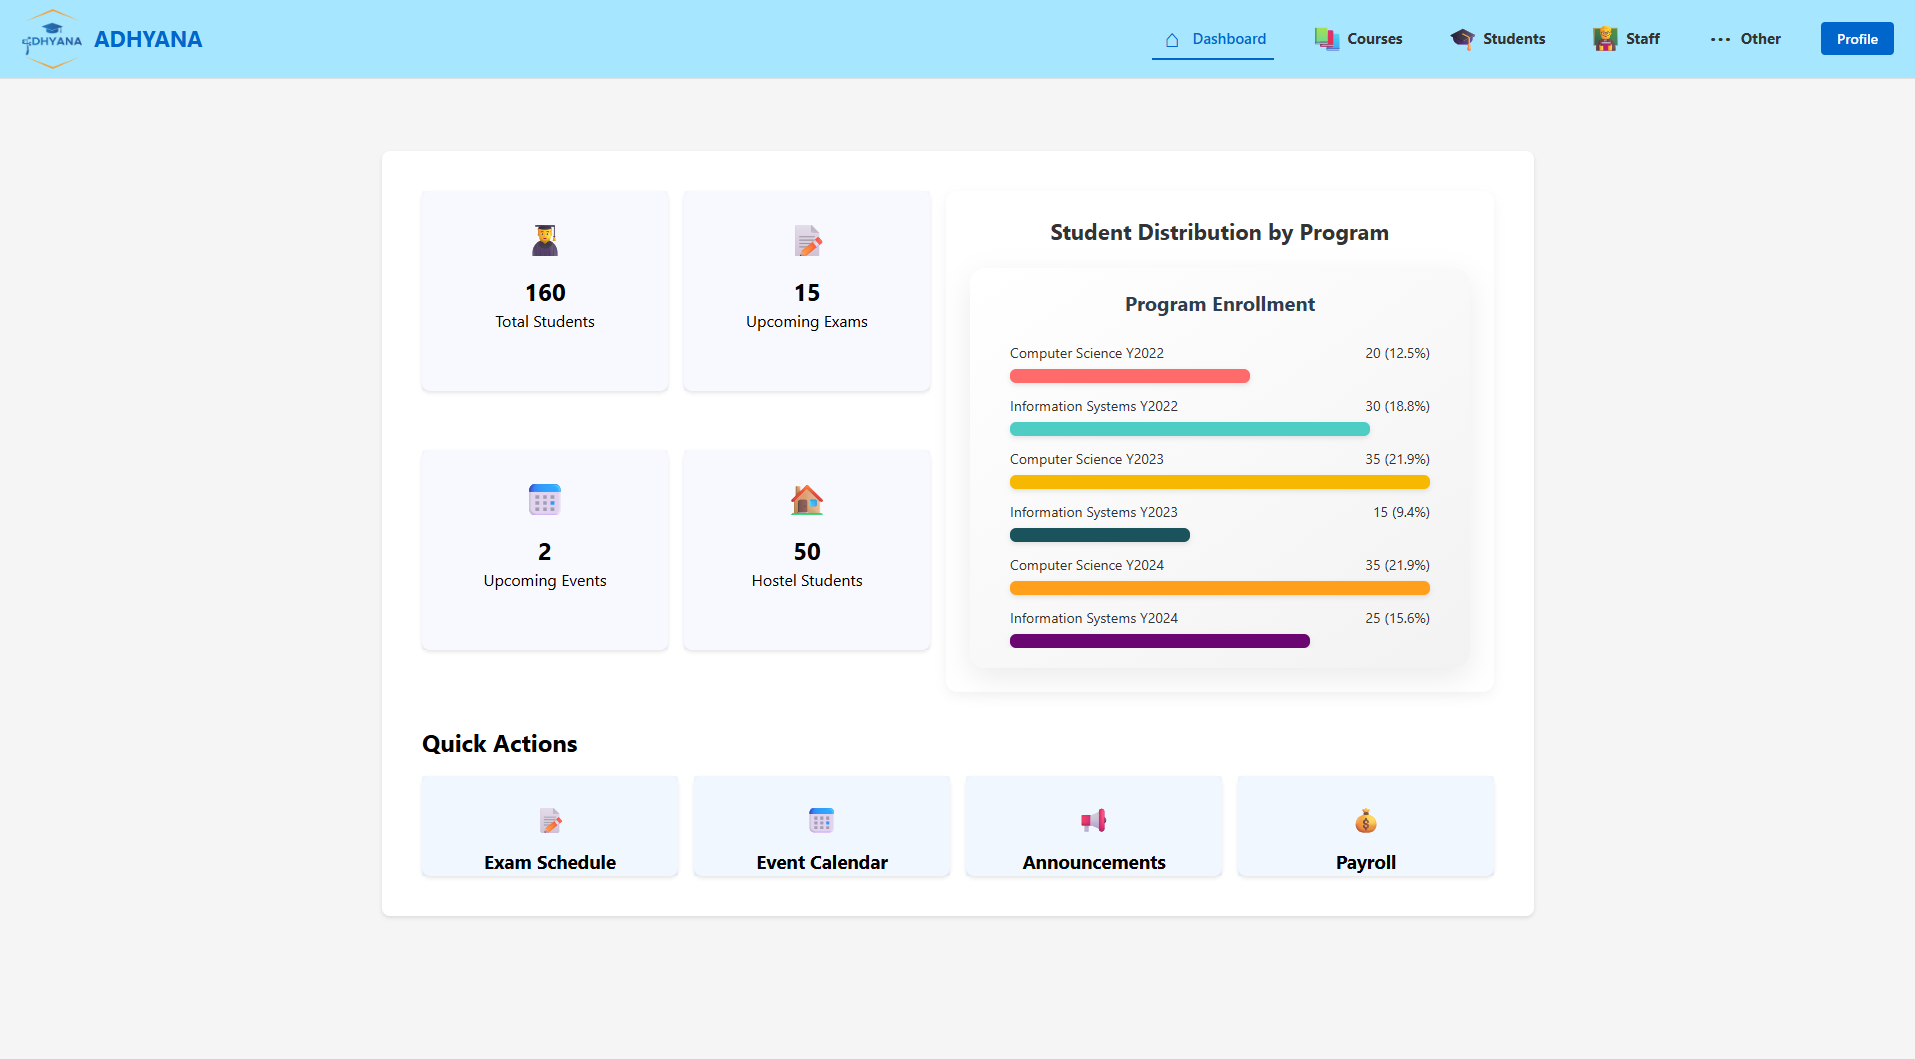 ADHYANA
ADHYANA
Dashboard
Courses
Students
Staff
Other
Profile
160
Total Students
15
Upcoming Exams
2
Upcoming Events
50
Hostel Students
Student Distribution by Program
Program Enrollment
Computer Science Y2022 20 (12.5%)
Information Systems Y2022 30 (18.8%)
Computer Science Y2023 35 (21.9%)
Information Systems Y2023 15 (9.4%)
Computer Science Y2024 35 (21.9%)
Information Systems Y2024 25 (15.6%)
Quick Actions
Exam Schedule
Event Calendar
Announcements
Payroll